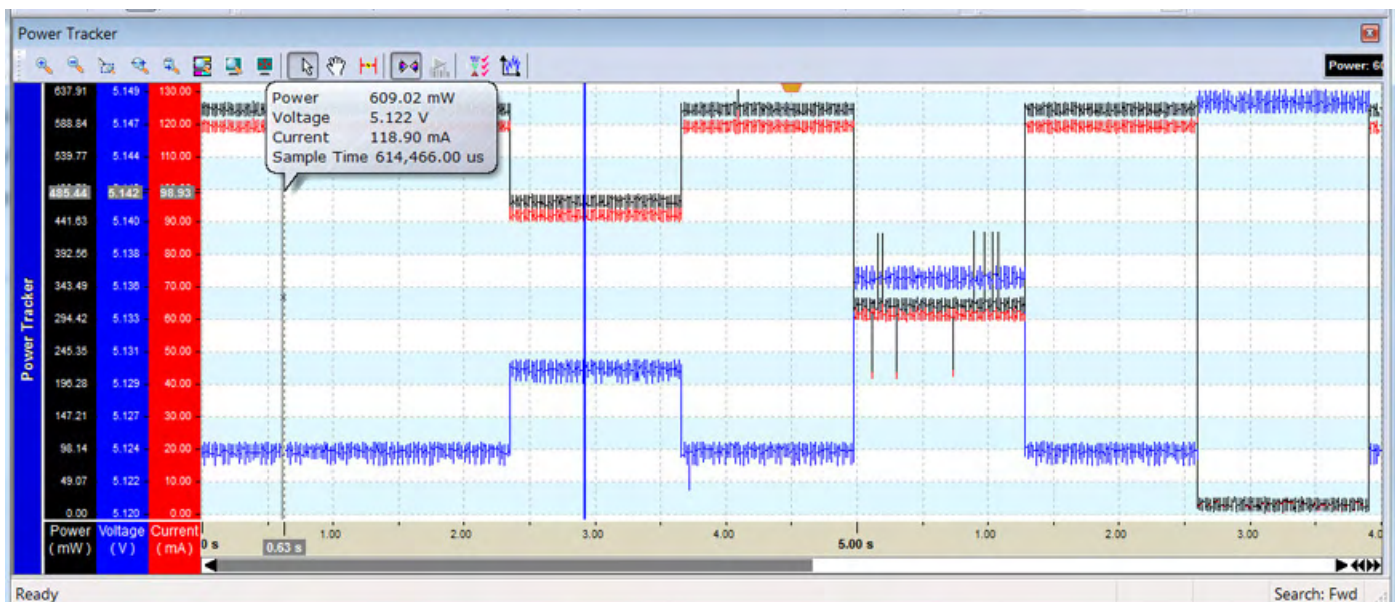 Power Tracker
Power: 60
Power 609.02 mW
Voltage 5.122 V
Current 118.90 mA
Sample Time 614,466.00 us
637.91 5.149 130.00
588.84 5.147 120.00
539.77 5.144 110.00
485.44 5.142 98.93
441.63 5.140 90.00
392.56 5.138 80.00
343.49 5.136 70.00
294.42 5.133 60.00
245.35 5.131 50.00
196.28 5.129 40.00
147.21 5.127 30.00
98.14 5.124 20.00
49.07 5.122 10.00
0.00 5.120 0.00
Power Tracker
Power Voltage Current
(mW) (V) (mA)
0 s 0.63 s 1.00 2.00 3.00 4.00 5.00 s 1.00 2.00 3.00 4.0
Ready Search: Fwd